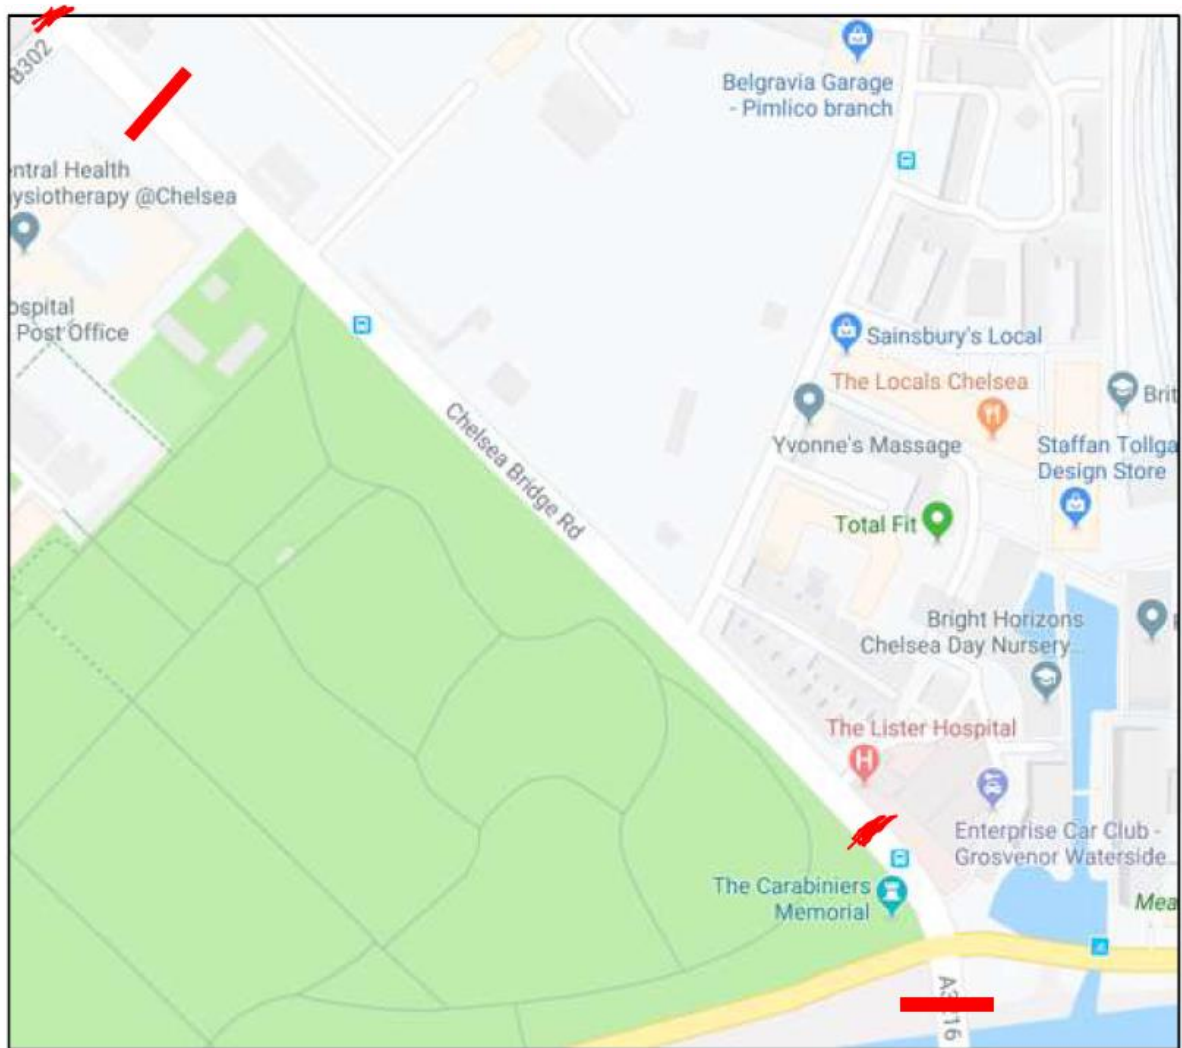 B302
Belgravia Garage
- Pimlico branch
ntral Health
ysiotherapy @Chelsea
ospital
Post Office
Sainsbury's Local
The Locals Chelsea
Chelsea Bridge Rd
Yvonne's Massage
Brit
Staffan Tollga
Design Store
Total Fit
Bright Horizons
Chelsea Day Nursery...
The Lister Hospital
H
Enterprise Car Club -
Grosvenor Waterside...
The Carabiniers
Memorial
Mea